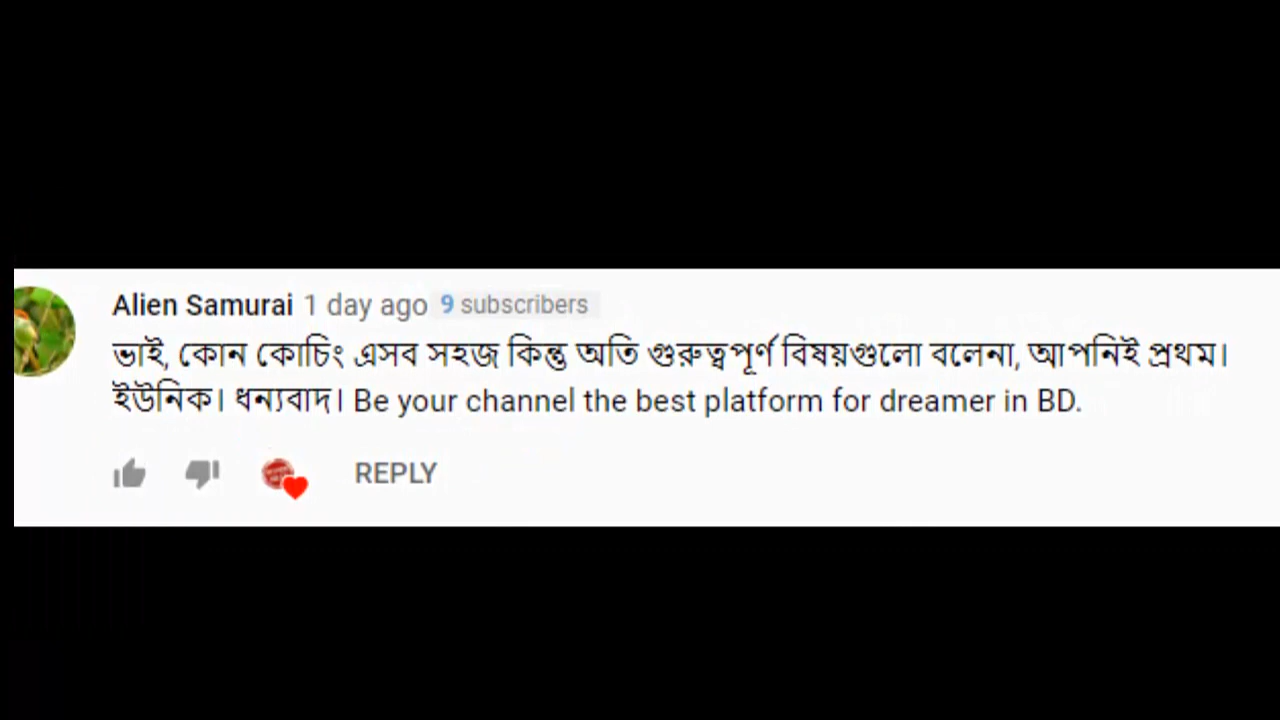 Alien Samurai 1 day ago 9 subscribers
ভাই, কোন কোচিং এসব সহজ কিন্তু অতি গুরুত্বপূর্ণ বিষয়গুলো বলেনা, আপনিই প্রথম।
ইউনিক। ধন্যবাদ। Be your channel the best platform for dreamer in BD.
REPLY